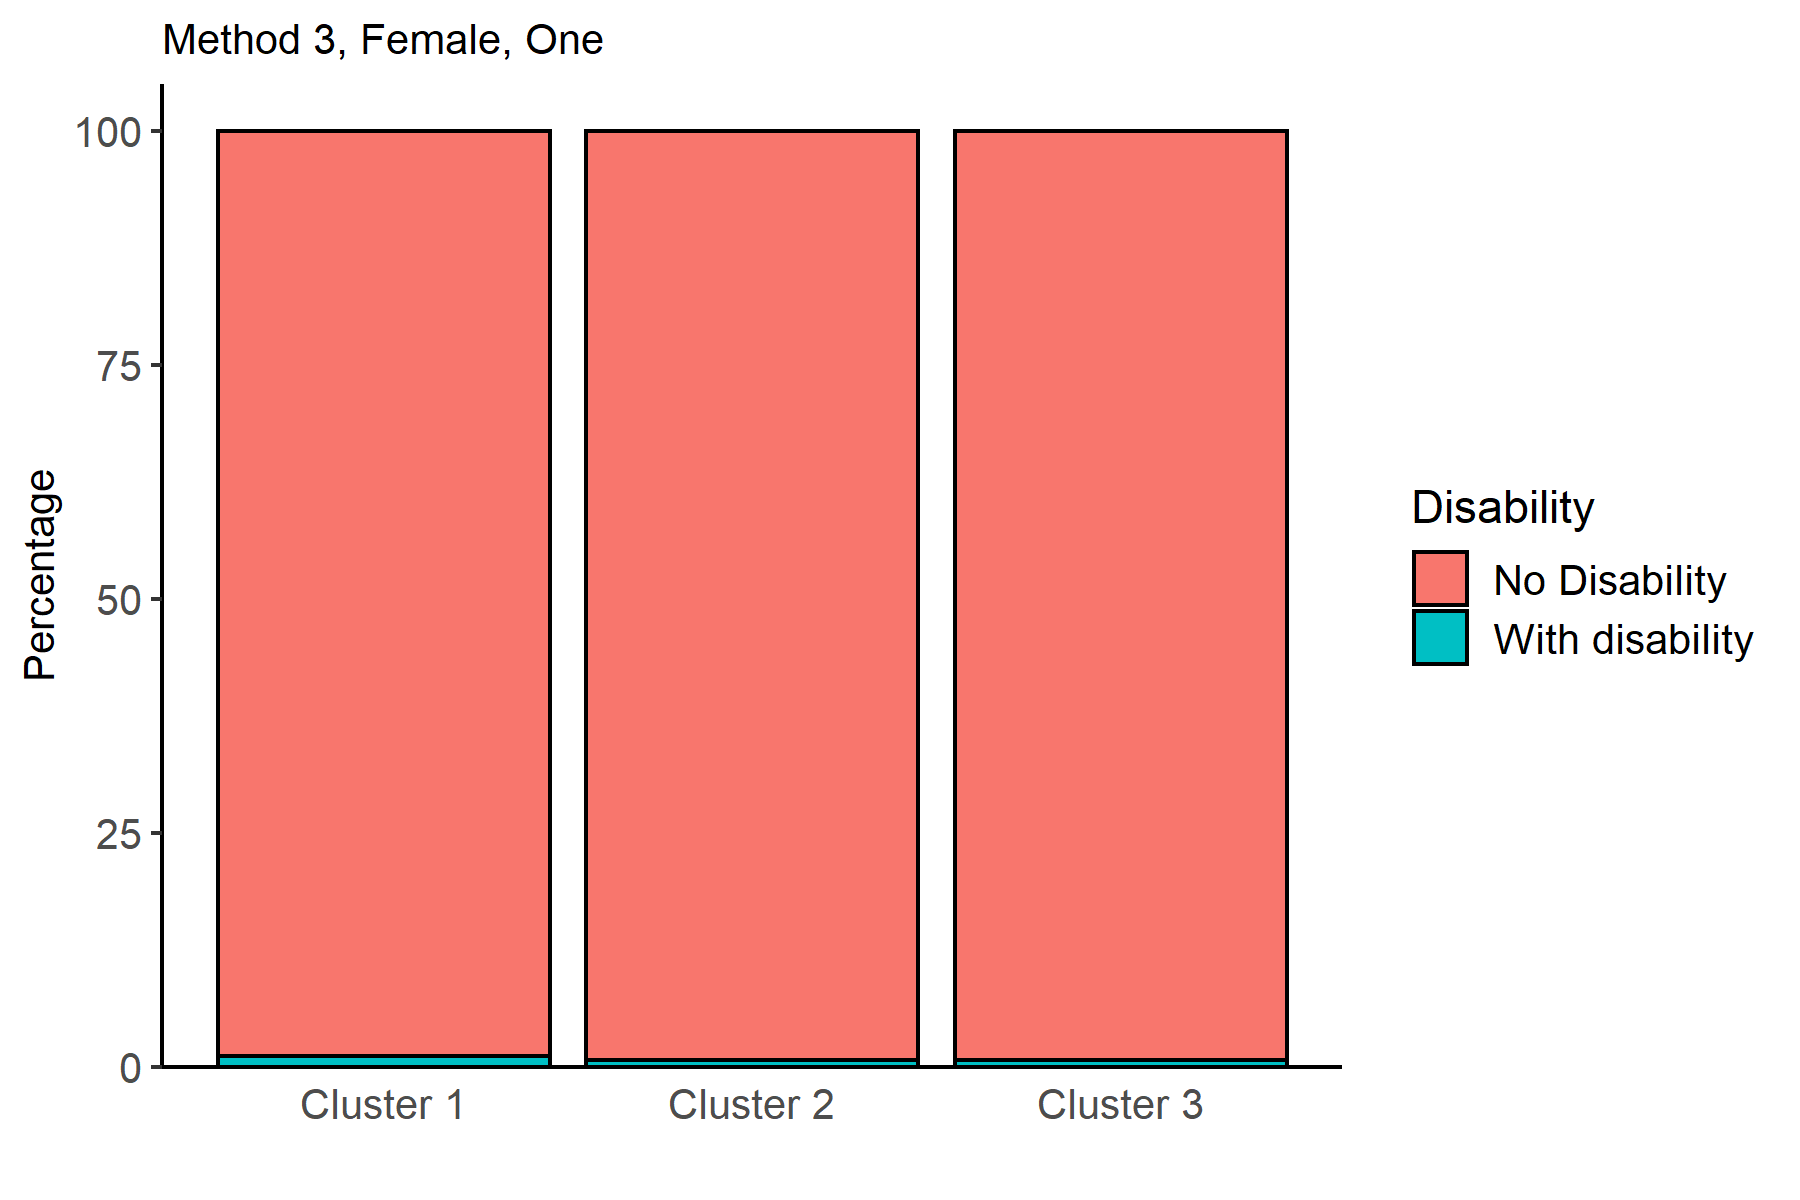 Method 3, Female, One
Percentage
100
75
50
25
0
Cluster 1
Cluster 2
Cluster 3
Disability
No Disability
With disability